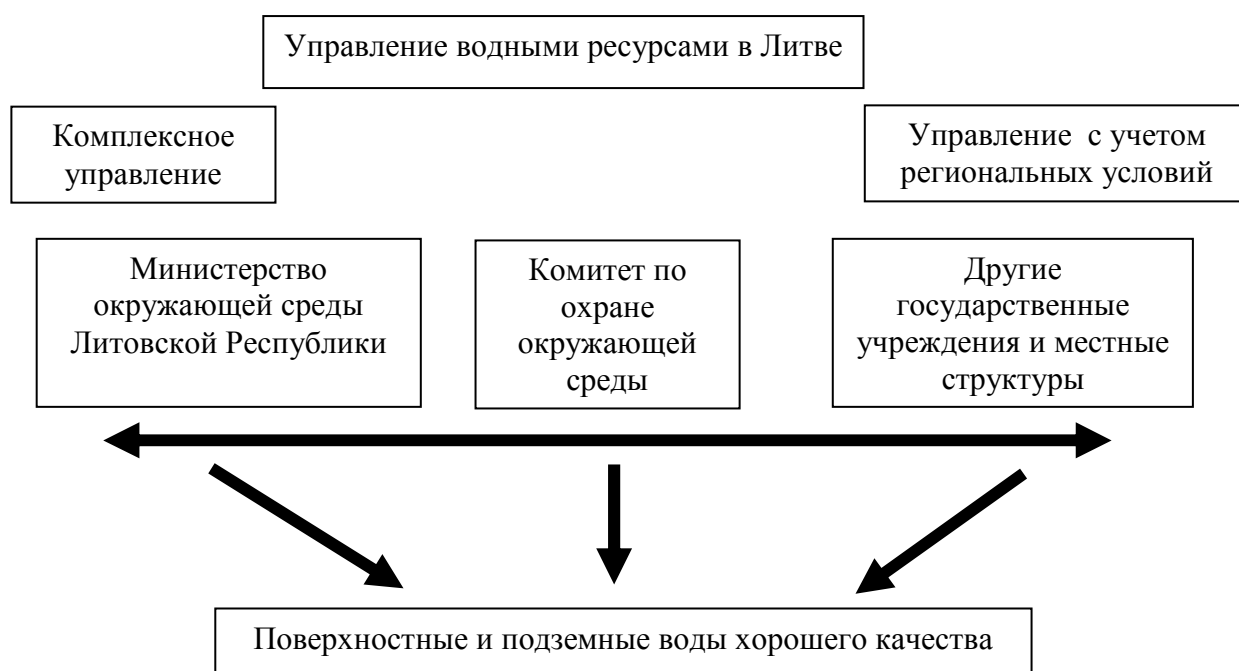 Управление водными ресурсами в Литве
Комплексное
управление
Управление с учетом
региональных условий
Министерство
окружающей среды
Литовской Республики
Комитет по
охране
окружающей
среды
Другие
государственные
учреждения и местные
структуры
Поверхностные и подземные воды хорошего качества